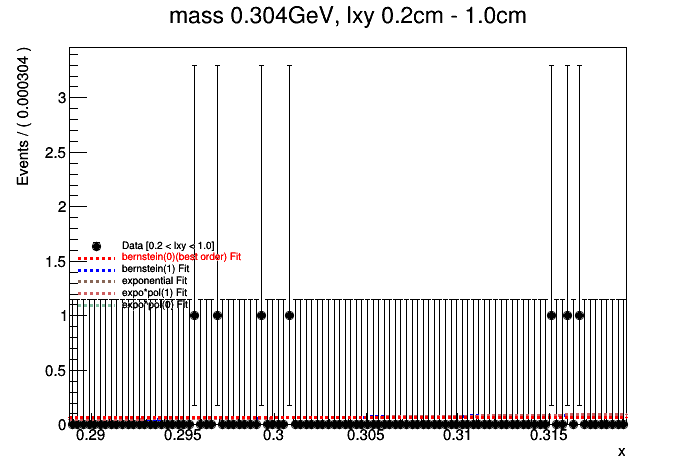 mass 0.304GeV, lxy 0.2cm - 1.0cm
Events / ( 0.000304 )
3
2.5
2
1.5
1
0.5
0
Data [0.2 < lxy < 1.0]
bernstein(0)(best order) Fit
bernstein(1) Fit
exponential Fit
expo*pol(1) Fit
expo*pol(0) Fit
0.29 0.295 0.3 0.305 0.31 0.315
x